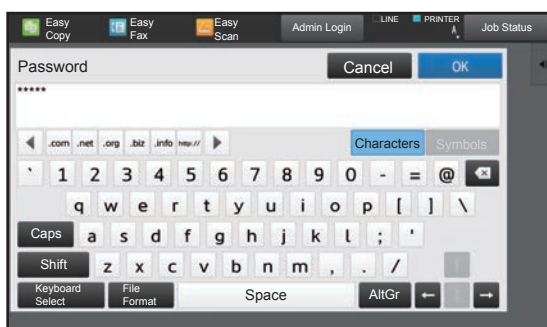 Easy Copy Easy Fax Easy Scan Admin Login LINE PRINTER Job Status
Password Cancel OK
*****
.com .net .org .biz .info http:// Characters Symbols
` 1 2 3 4 5 6 7 8 9 0 - = @
q w e r t y u i o p [ ] \
Caps a s d f g h j k l ; '
Shift z x c v b n m , . /
Keyboard Select File Format Space AltGr ← ↓ →